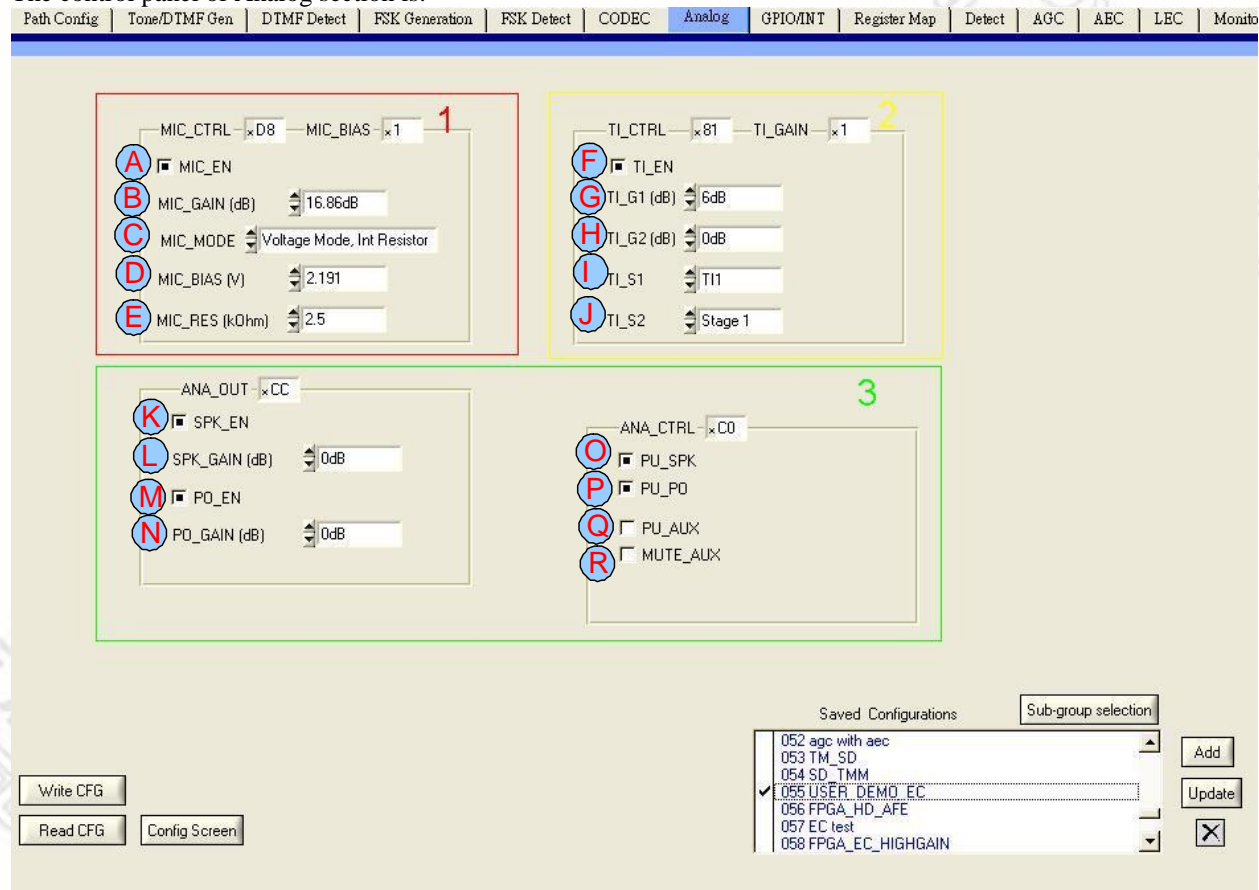 The control panel of Analog section is:
Path Config Tone/DTMF Gen DTMF Detect FSK Generation FSK Detect CODEC Analog GPIO/INT Register Map Detect AGC AEC LEC Monito
1
MIC_CTRL xD8 MIC_BIAS x1
A MIC_EN
B MIC_GAIN (dB) 16.86dB
C MIC_MODE Voltage Mode, Int Resistor
D MIC_BIAS (V) 2.191
E MIC_RES (kOhm) 2.5
2
TI_CTRL x81 TI_GAIN x1
F TI_EN
G TI_G1 (dB) 6dB
H TI_G2 (dB) 0dB
I TI_S1 TI1
J TI_S2 Stage 1
3
ANA_OUT xCC
K SPK_EN
L SPK_GAIN (dB) 0dB
M PO_EN
N PO_GAIN (dB) 0dB
ANA_CTRL xC0
O PU_SPK
P PU_PO
Q PU_AUX
R MUTE_AUX
Saved Configurations Sub-group selection
052 agc with aec
053 TM_SD
054 SD_TMM
055 USER_DEMO_EC
056 FPGA_HD_AFE
057 EC test
058 FPGA_EC_HIGHGAIN
Add
Update
Write CFG
Read CFG Config Screen